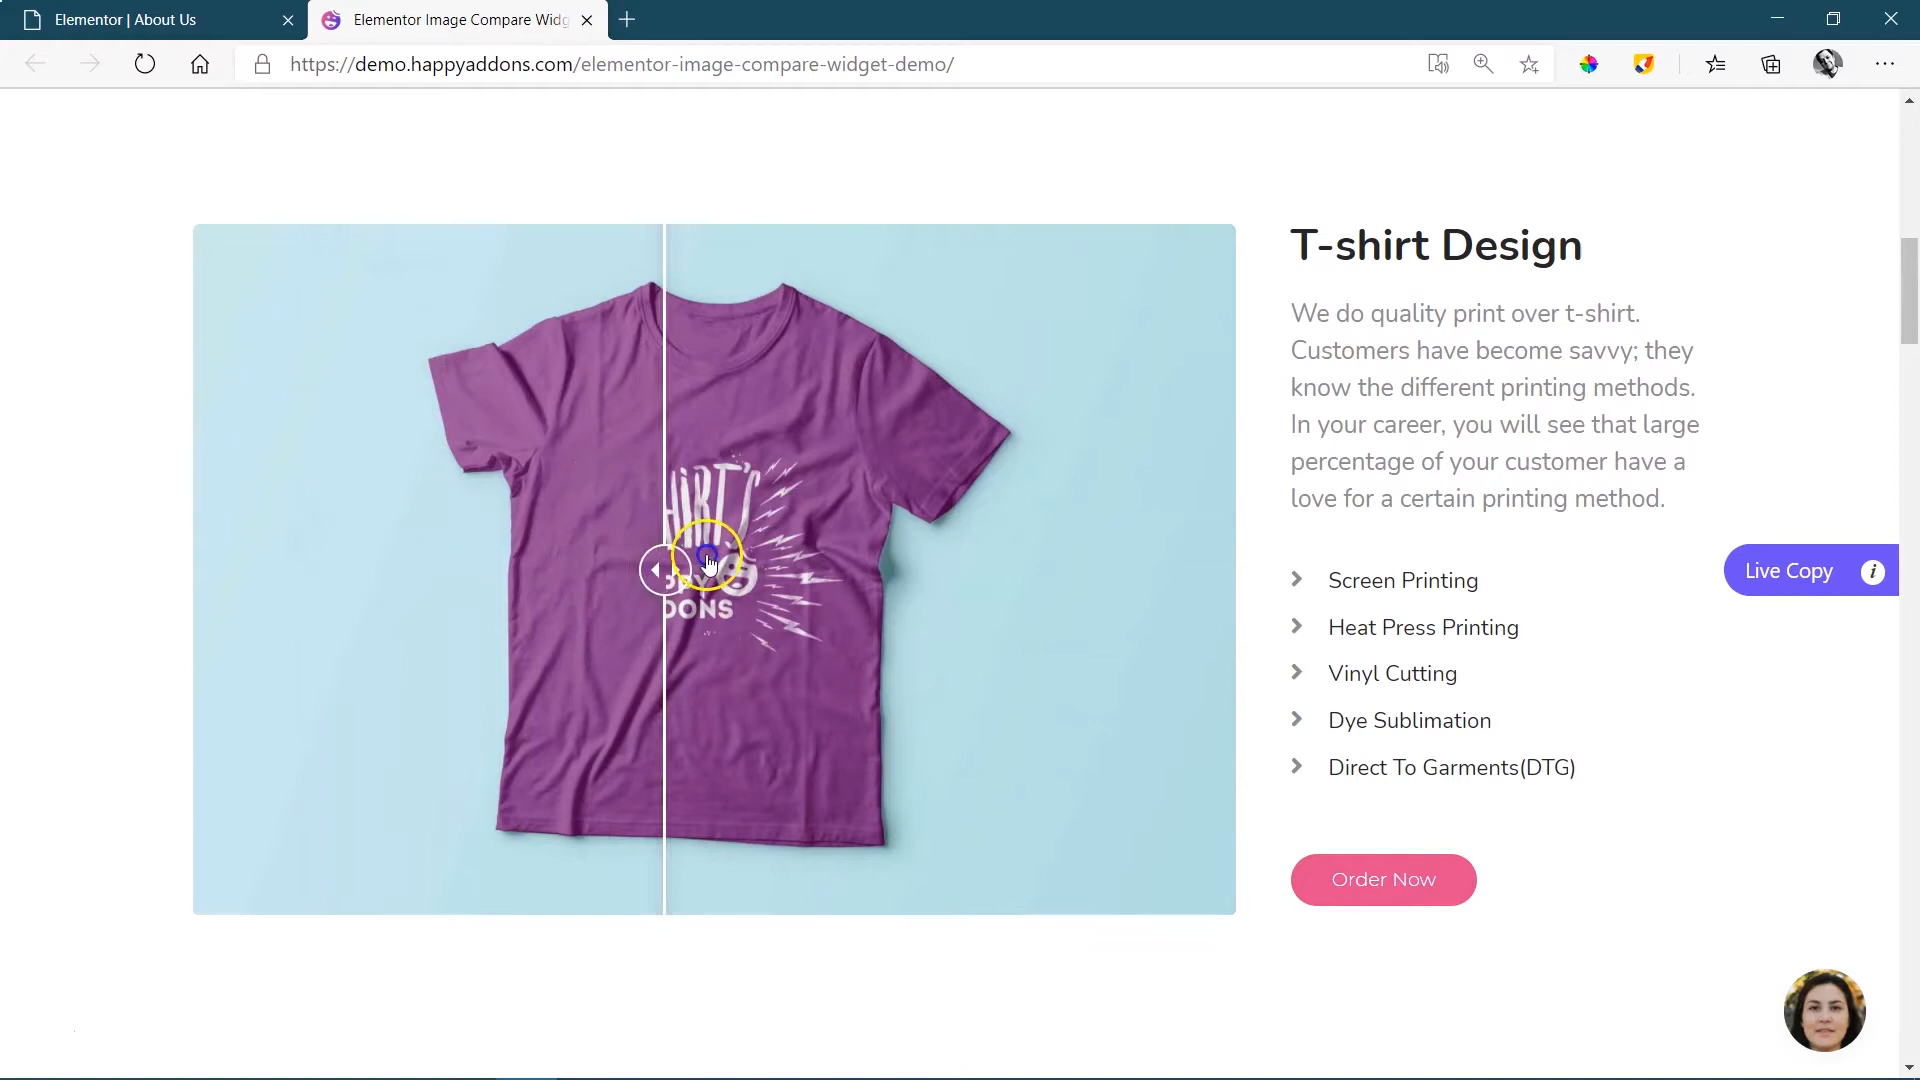 Elementor | About Us
Elementor Image Compare Widg
https://demo.happyaddons.com/elementor-image-compare-widget-demo/
T-shirt Design
We do quality print over t-shirt.
Customers have become savvy; they
know the different printing methods.
In your career, you will see that large
percentage of your customer have a
love for a certain printing method.
HIRT'S
PPY
DONS
Screen Printing
Heat Press Printing
Vinyl Cutting
Dye Sublimation
Direct To Garments(DTG)
Live Copy i
Order Now